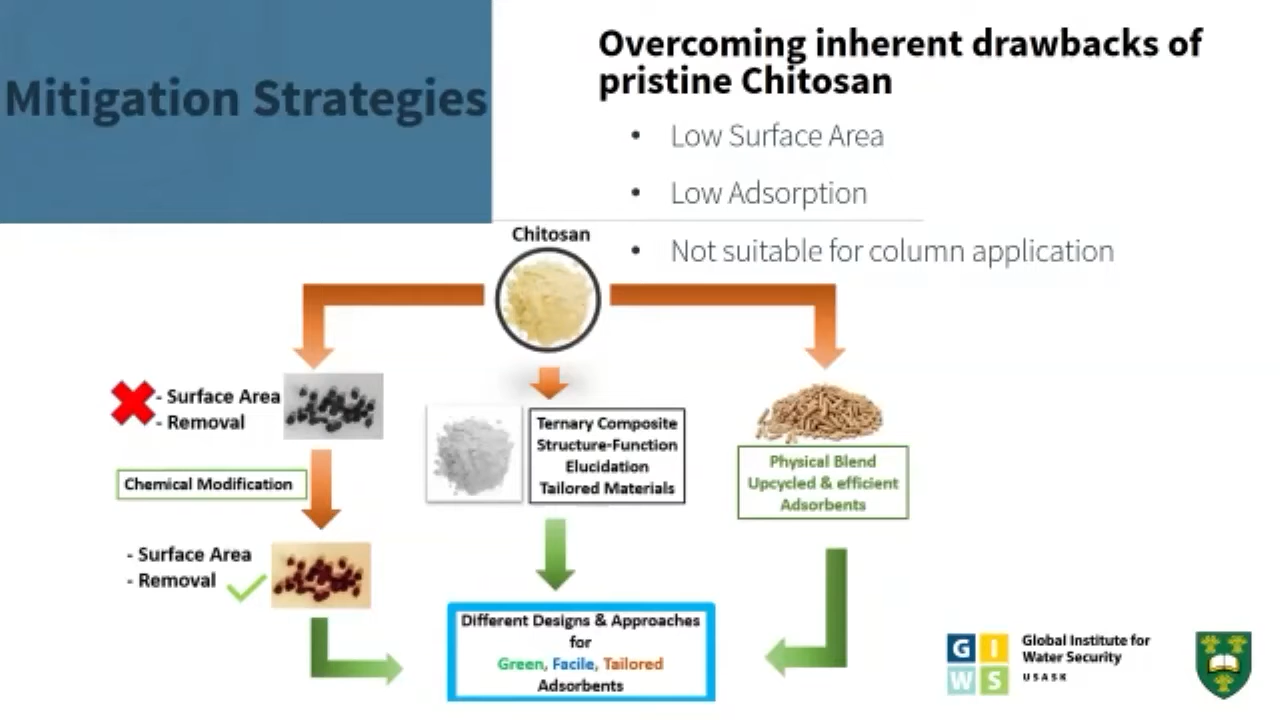 Mitigation Strategies
Overcoming inherent drawbacks of
pristine Chitosan
• Low Surface Area
• Low Adsorption
• Not suitable for column application
Chitosan
- Surface Area
- Removal
Chemical Modification
- Surface Area
- Removal
Ternary Composite
Structure-Function
Elucidation
Tailored Materials
Physical Blend
Upcycled & efficient
Adsorbents
Different Designs & Approaches
for
Green, Facile, Tailored
Adsorbents
GIWS
Global Institute for
Water Security
USASK